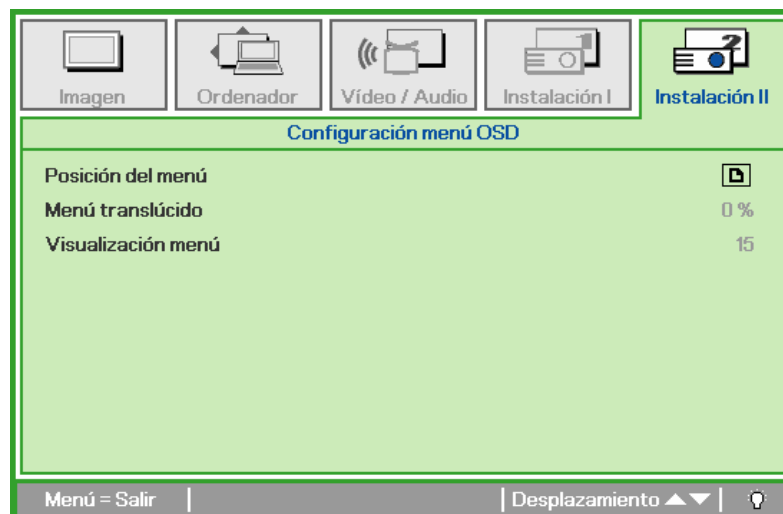 Imagen
Ordenador
Vídeo / Audio
Instalación I
Instalación II
Configuración menú OSD
Posición del menú
Menú translúcido 0 %
Visualización menú 15
Menú = Salir Desplazamiento